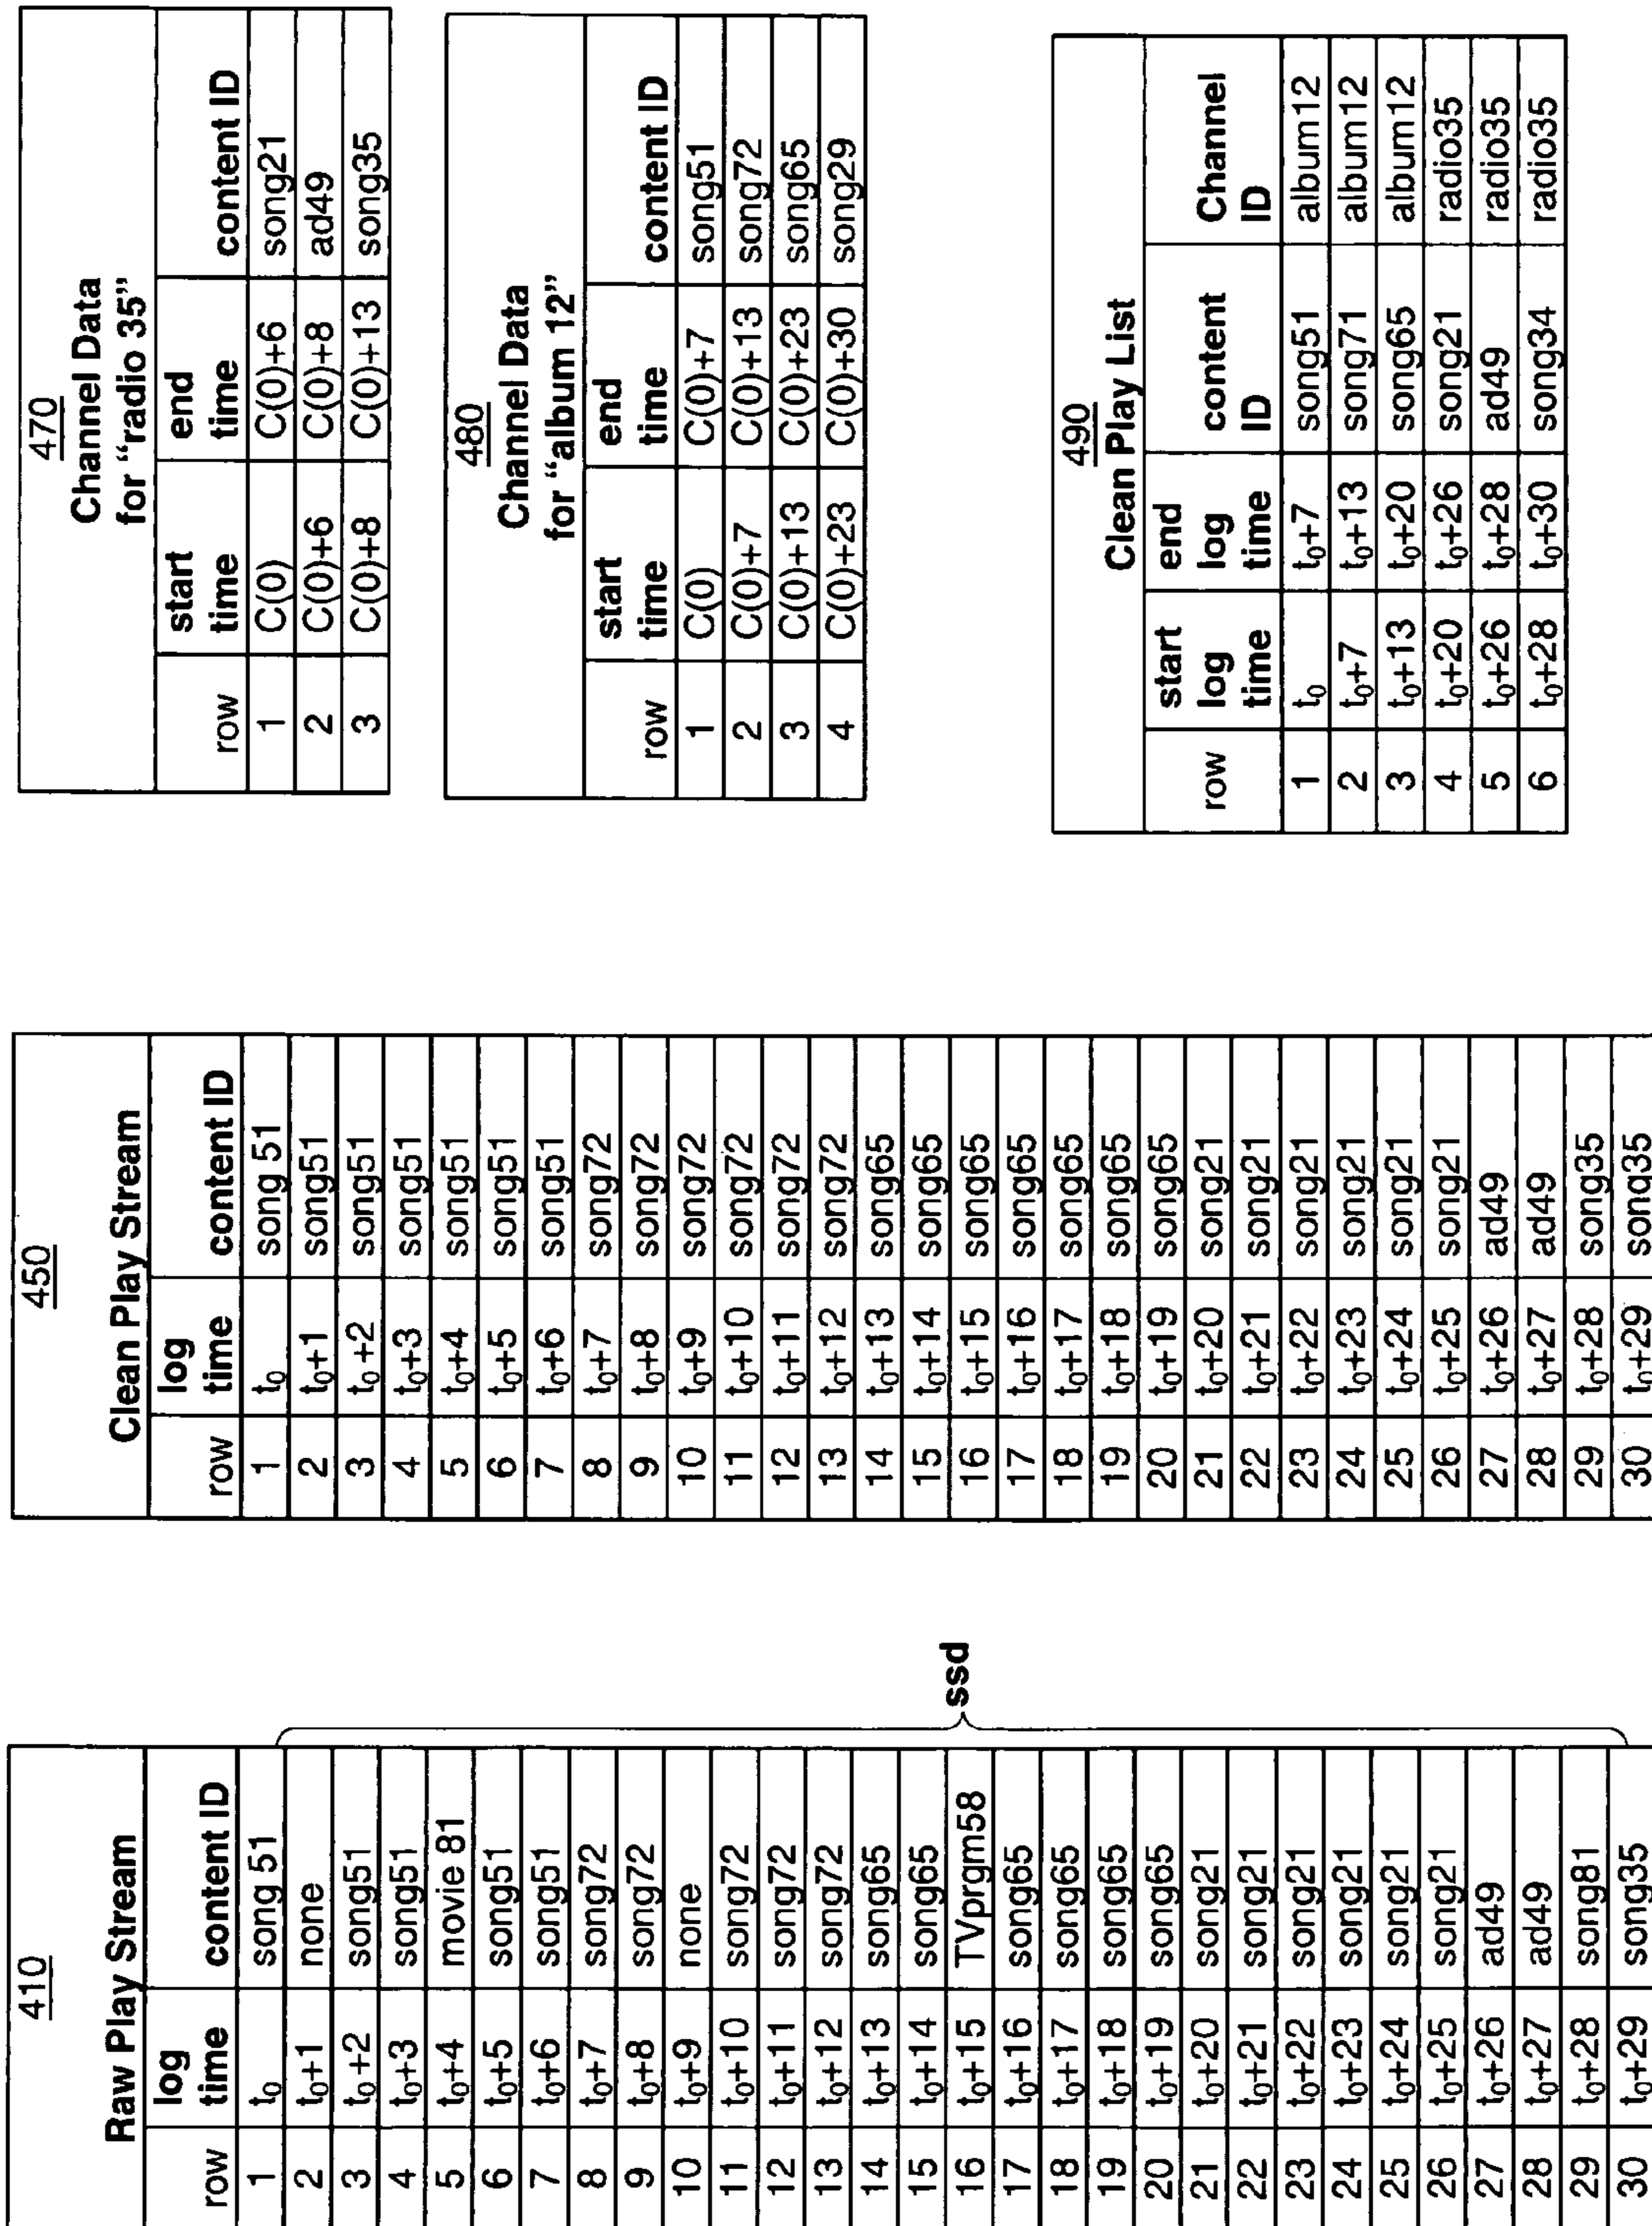 410
Raw Play Stream
row log time content ID
1 t0 song 51
2 t0+1 none
3 t0+2 song51
4 t0+3 song51
5 t0+4 movie 81
6 t0+5 song51
7 t0+6 song51
8 t0+7 song72
9 t0+8 song72
10 t0+9 none
11 t0+10 song72
12 t0+11 song72
13 t0+12 song72
14 t0+13 song65
15 t0+14 song65
16 t0+15 TVprgm58
17 t0+16 song65
18 t0+17 song65
19 t0+18 song65
20 t0+19 song65
21 t0+20 song21
22 t0+21 song21
23 t0+22 song21
24 t0+23 song21
25 t0+24 song21
26 t0+25 song21
27 t0+26 ad49
28 t0+27 ad49
29 t0+28 song81
30 t0+29 song35
ssd
450
Clean Play Stream
row log time content ID
1 t0 song 51
2 t0+1 song51
3 t0+2 song51
4 t0+3 song51
5 t0+4 song51
6 t0+5 song51
7 t0+6 song51
8 t0+7 song72
9 t0+8 song72
10 t0+9 song72
11 t0+10 song72
12 t0+11 song72
13 t0+12 song72
14 t0+13 song65
15 t0+14 song65
16 t0+15 song65
17 t0+16 song65
18 t0+17 song65
19 t0+18 song65
20 t0+19 song65
21 t0+20 song21
22 t0+21 song21
23 t0+22 song21
24 t0+23 song21
25 t0+24 song21
26 t0+25 song21
27 t0+26 ad49
28 t0+27 ad49
29 t0+28 song35
30 t0+29 song35
470
Channel Data
for “radio 35”
row start time end time content ID
1 C(0) C(0)+6 song21
2 C(0)+6 C(0)+8 ad49
3 C(0)+8 C(0)+13 song35
480
Channel Data
for “album 12”
row start time end time content ID
1 C(0) C(0)+7 song51
2 C(0)+7 C(0)+13 song72
3 C(0)+13 C(0)+23 song65
4 C(0)+23 C(0)+30 song29
490
Clean Play List
row start log time end log time content ID Channel ID
1 t0 t0+7 song51 album12
2 t0+7 t0+13 song71 album12
3 t0+13 t0+20 song65 album12
4 t0+20 t0+26 song21 radio35
5 t0+26 t0+28 ad49 radio35
6 t0+28 t0+30 song34 radio35